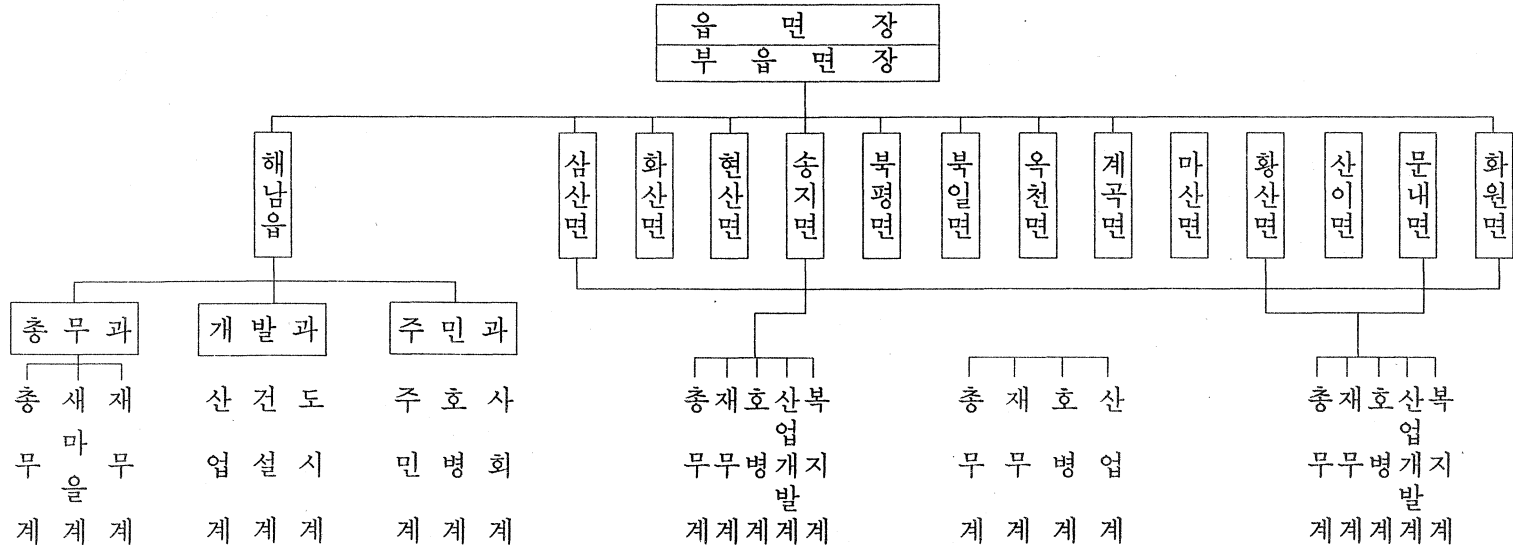 읍 면 장
부 읍 면 장
해남읍
삼산면
화산면
현산면
송지면
북평면
북일면
옥천면
계곡면
마산면
황산면
산이면
문내면
화원면
총 무 과
개 발 과
주 민 과
총무계
새마을계
재무계
산업계
건설계
도시계
주민계
호병계
사회계
총무계
재무계
호병계
산업개발계
복지계
총무계
재무계
호병계
산업계
총무계
재무계
호병계
산업개발계
복지계